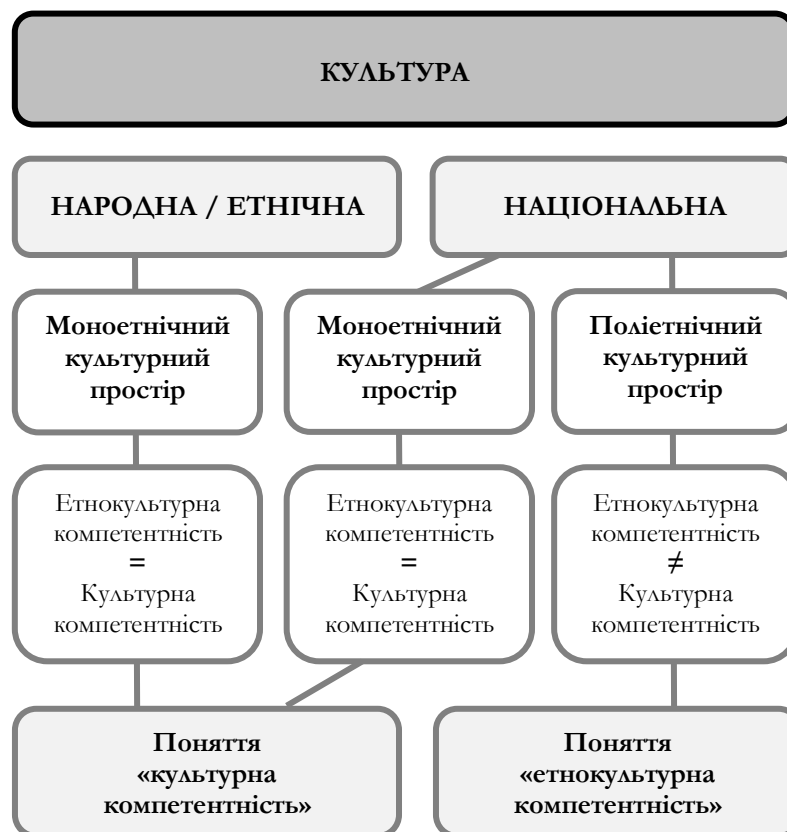 КУЛЬТУРА
НАРОДНА / ЕТНІЧНА
НАЦІОНАЛЬНА
Моноетнічний
культурний
простір
Моноетнічний
культурний
простір
Поліетнічний
культурний
простір
Етнокультурна
компетентність
=
Культурна
компетентність
Етнокультурна
компетентність
=
Культурна
компетентність
Етнокультурна
компетентність
≠
Культурна
компетентність
Поняття
«культурна
компетентність»
Поняття
«етнокультурна
компетентність»